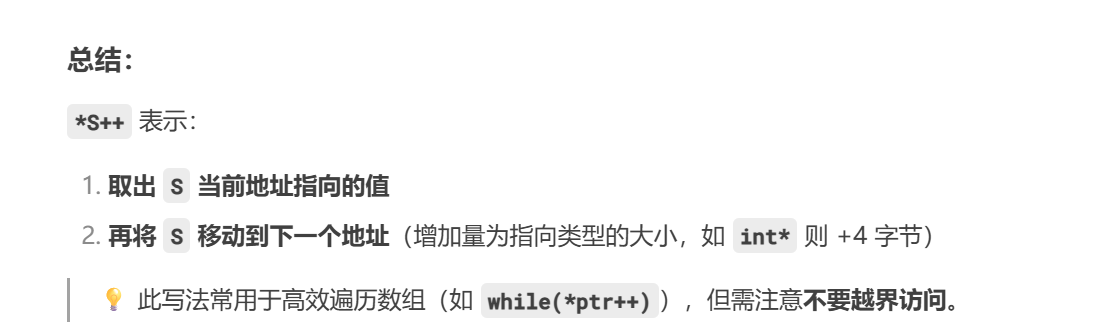 总结：
*S++ 表示：
1. 取出 S 当前地址指向的值
2. 再将 S 移动到下一个地址（增加量为指向类型的大小，如 int* 则 +4 字节）
💡 此写法常用于高效遍历数组（如 while(*ptr++)），但需注意不要越界访问。